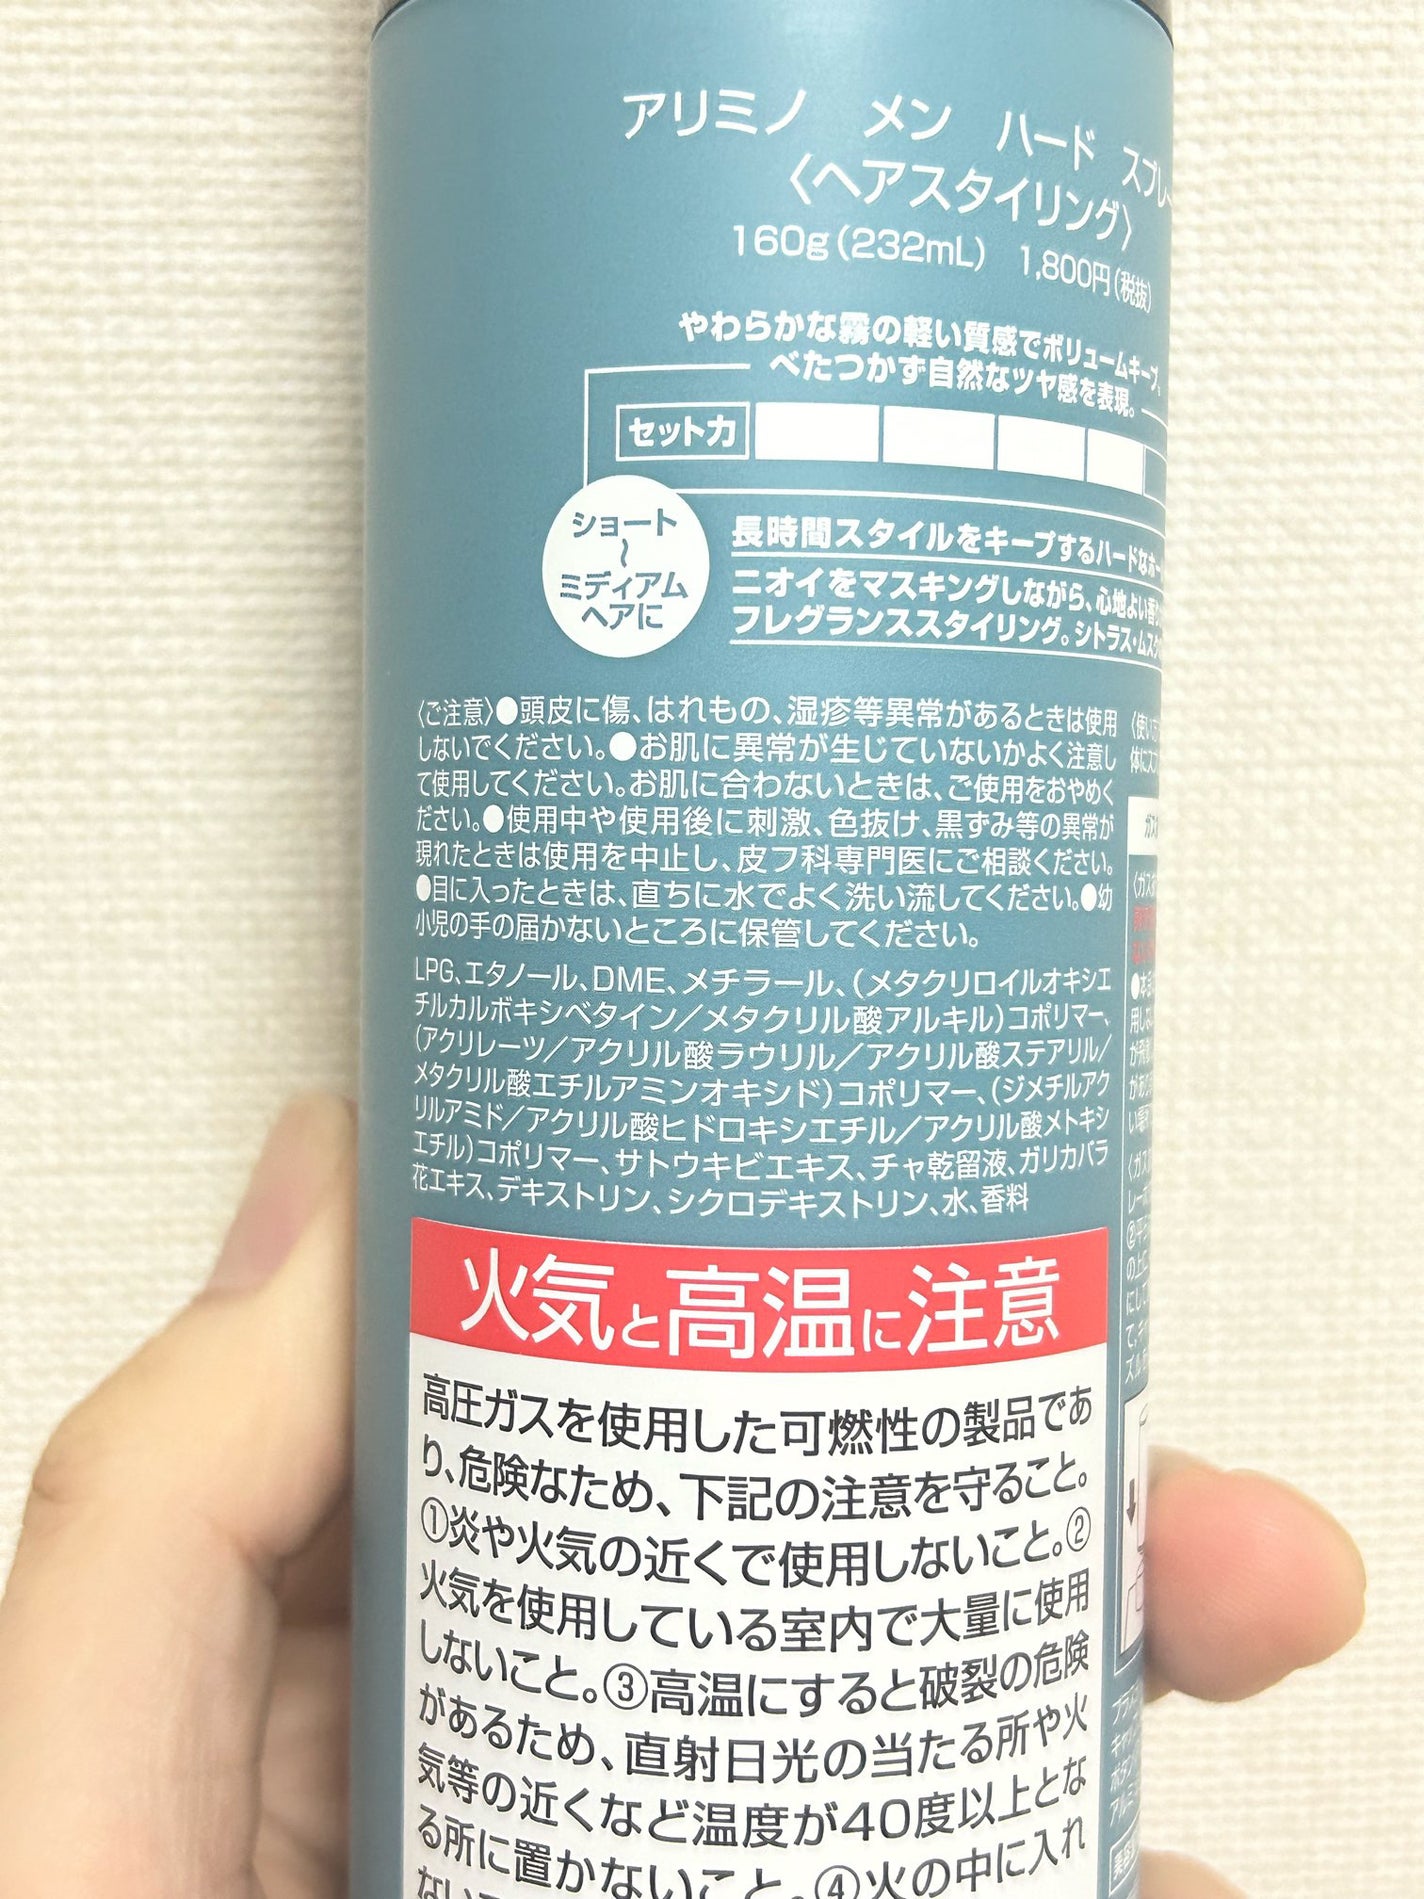 アリミノ メン ハード スプレー
〈ヘアスタイリング〉
160g(232mL) 1,800円(税抜)
やわらかな霧の軽い質感でボリュームキープ。
べたつかず自然なツヤ感を表現。
セット力
ショート
〜
ミディアム
ヘアに
長時間スタイルをキープするハードなホー
ニオイをマスキングしながら、心地よい香
フレグランススタイリング。シトラス・ムスク
〈ご注意〉●頭皮に傷、はれもの、湿疹等異常があるときは使用
しないでください。●お肌に異常が生じていないかよく注意し
て使用してください。お肌に合わないときは、ご使用をおやめく
ださい。●使用中や使用後に刺激、色抜け、黒ずみ等の異常が
現れたときは使用を中止し、皮フ科専門医にご相談ください。
●目に入ったときは、直ちに水でよく洗い流してください。●幼
小児の手の届かないところに保管してください。
LPG、エタノール、DME、メチラール、(メタクリロイルオキシエ
チルカルボキシベタイン/メタクリル酸アルキル)コポリマー、
(アクリレーツ/アクリル酸ラウリル/アクリル酸ステアリル/
メタクリル酸エチルアミンオキシド)コポリマー、(ジメチルアク
リルアミド/アクリル酸ヒドロキシエチル/アクリル酸メトキシ
エチル)コポリマー、サトウキビエキス、チャ乾留液、ガリカバラ
花エキス、デキストリン、シクロデキストリン、水、香料
火気と高温に注意
高圧ガスを使用した可燃性の製品であ
り、危険なため、下記の注意を守ること。
①炎や火気の近くで使用しないこと。②
火気を使用している室内で大量に使用
しないこと。③高温にすると破裂の危険
があるため、直射日光の当たる所や火
気等の近くなど温度が40度以上とな
る所に置かないこと。④火の中に入れ